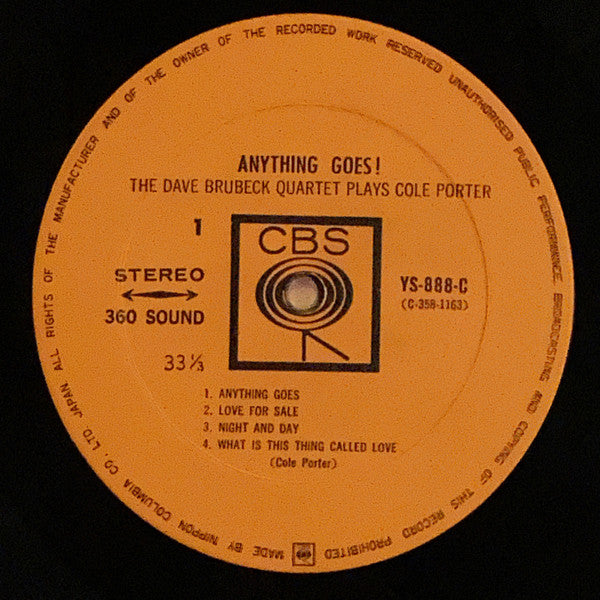 ANYTHING GOES!
THE DAVE BRUBECK QUARTET PLAYS COLE PORTER
1
CBS
STEREO
360 SOUND
33⅓
YS-888-C
(C-358-1163)
1. ANYTHING GOES
2. LOVE FOR SALE
3. NIGHT AND DAY
4. WHAT IS THIS THING CALLED LOVE
(Cole Porter)
MADE BY NIPPON COLUMBIA CO., LTD. JAPAN ALL RIGHTS OF THE MANUFACTURER AND OF THE OWNER OF THE RECORDED WORK RESERVED UNAUTHORISED PUBLIC PERFORMANCE, BROADCASTING AND COPYING OF THIS RECORD PROHIBITED
CBS